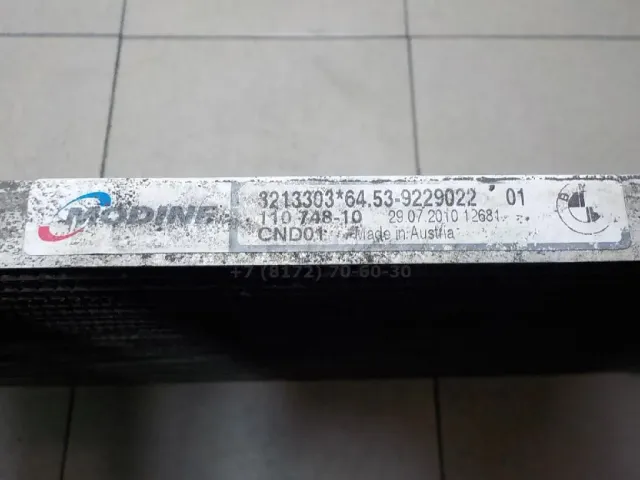 MODINE
3213303*64.53-9229022 01
110 748-10 29.07.2010 12681
CND01 Made in Austria
+7 (8172) 70-60-30